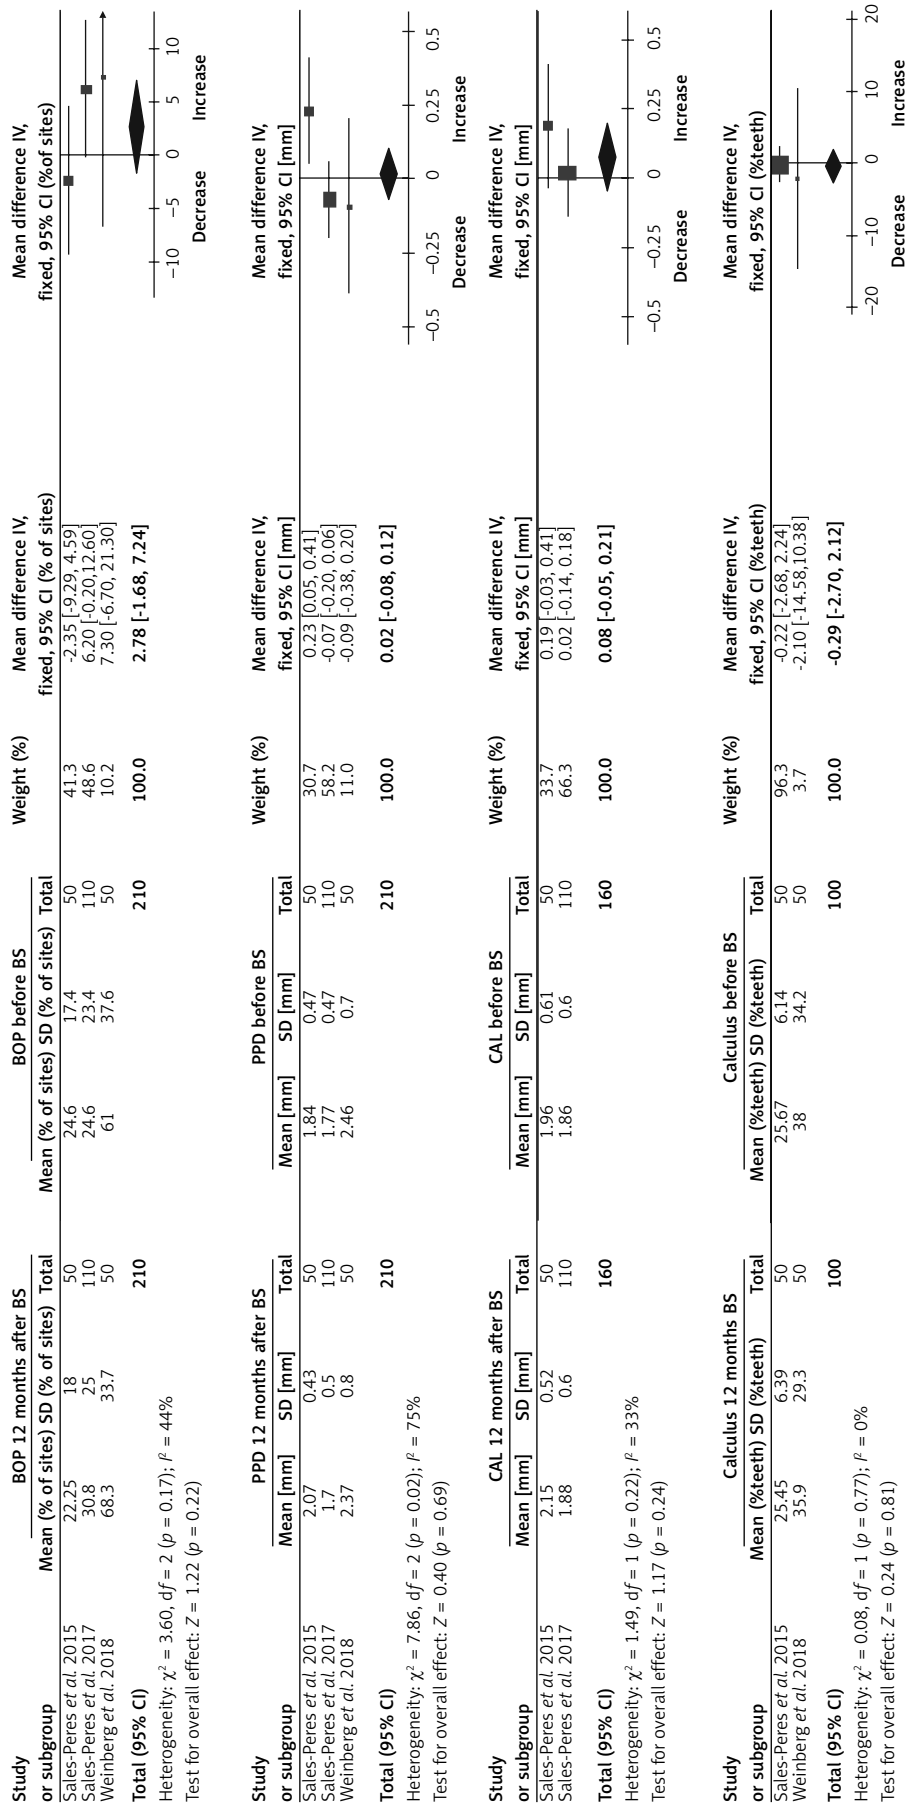 Study BOP 12 months after BS BOP before BS Weight (%) Mean difference IV, Mean difference IV,
or subgroup Mean (% of sites) SD (% of sites) Total Mean (% of sites) SD (% of sites) Total fixed, 95% CI (% of sites) fixed, 95% CI (%of sites)
Sales-Peres et al. 2015 22.25 18 50 24.6 17.4 50 41.3 -2.35 [-9.29, 4.59]
Sales-Peres et al. 2017 30.8 25 110 24.6 23.4 110 48.6 6.20 [-0.20,12.60]
Weinberg et al. 2018 68.3 33.7 50 61 37.6 50 10.2 7.30 [-6.70, 21.30]
Total (95% CI) 210 210 100.0 2.78 [-1.68, 7.24]
Heterogeneity: χ² = 3.60, df = 2 (p = 0.17); I² = 44%
Test for overall effect: Z = 1.22 (p = 0.22)
−10 −5 0 5 10
Decrease Increase
Study PPD 12 months after BS PPD before BS Weight (%) Mean difference IV, Mean difference IV,
or subgroup Mean [mm] SD [mm] Total Mean [mm] SD [mm] Total fixed, 95% CI [mm] fixed, 95% CI [mm]
Sales-Peres et al. 2015 2.07 0.43 50 1.84 0.47 50 30.7 0.23 [0.05, 0.41]
Sales-Peres et al. 2017 1.7 0.5 110 1.77 0.47 110 58.2 -0.07 [-0.20, 0.06]
Weinberg et al. 2018 2.37 0.8 50 2.46 0.7 50 11.0 -0.09 [-0.38, 0.20]
Total (95% CI) 210 210 100.0 0.02 [-0.08, 0.12]
Heterogeneity: χ² = 7.86, df = 2 (p = 0.02); I² = 75%
Test for overall effect: Z = 0.40 (p = 0.69)
−0.5 −0.25 0 0.25 0.5
Decrease Increase
Study CAL 12 months after BS CAL before BS Weight (%) Mean difference IV, Mean difference IV,
or subgroup Mean [mm] SD [mm] Total Mean [mm] SD [mm] Total fixed, 95% CI [mm] fixed, 95% CI [mm]
Sales-Peres et al. 2015 2.15 0.52 50 1.96 0.61 50 33.7 0.19 [-0.03, 0.41]
Sales-Peres et al. 2017 1.88 0.6 110 1.86 0.6 110 66.3 0.02 [-0.14, 0.18]
Total (95% CI) 160 160 100.0 0.08 [-0.05, 0.21]
Heterogeneity: χ² = 1.49, df = 1 (p = 0.22); I² = 33%
Test for overall effect: Z = 1.17 (p = 0.24)
−0.5 −0.25 0 0.25 0.5
Decrease Increase
Study Calculus 12 months BS Calculus before BS Weight (%) Mean difference IV, Mean difference IV,
or subgroup Mean (%teeth) SD (%teeth) Total Mean (%teeth) SD (%teeth) Total fixed, 95% CI (%teeth) fixed, 95% CI (%teeth)
Sales-Peres et al. 2015 25.45 6.39 50 25.67 6.14 50 96.3 -0.22 [-2.68, 2.24]
Weinberg et al. 2018 35.9 29.3 50 38 34.2 50 3.7 -2.10 [-14.58,10.38]
Total (95% CI) 100 100 100.0 -0.29 [-2.70, 2.12]
Heterogeneity: χ² = 0.08, df = 1 (p = 0.77); I² = 0%
Test for overall effect: Z = 0.24 (p = 0.81)
−20 −10 0 10 20
Decrease Increase